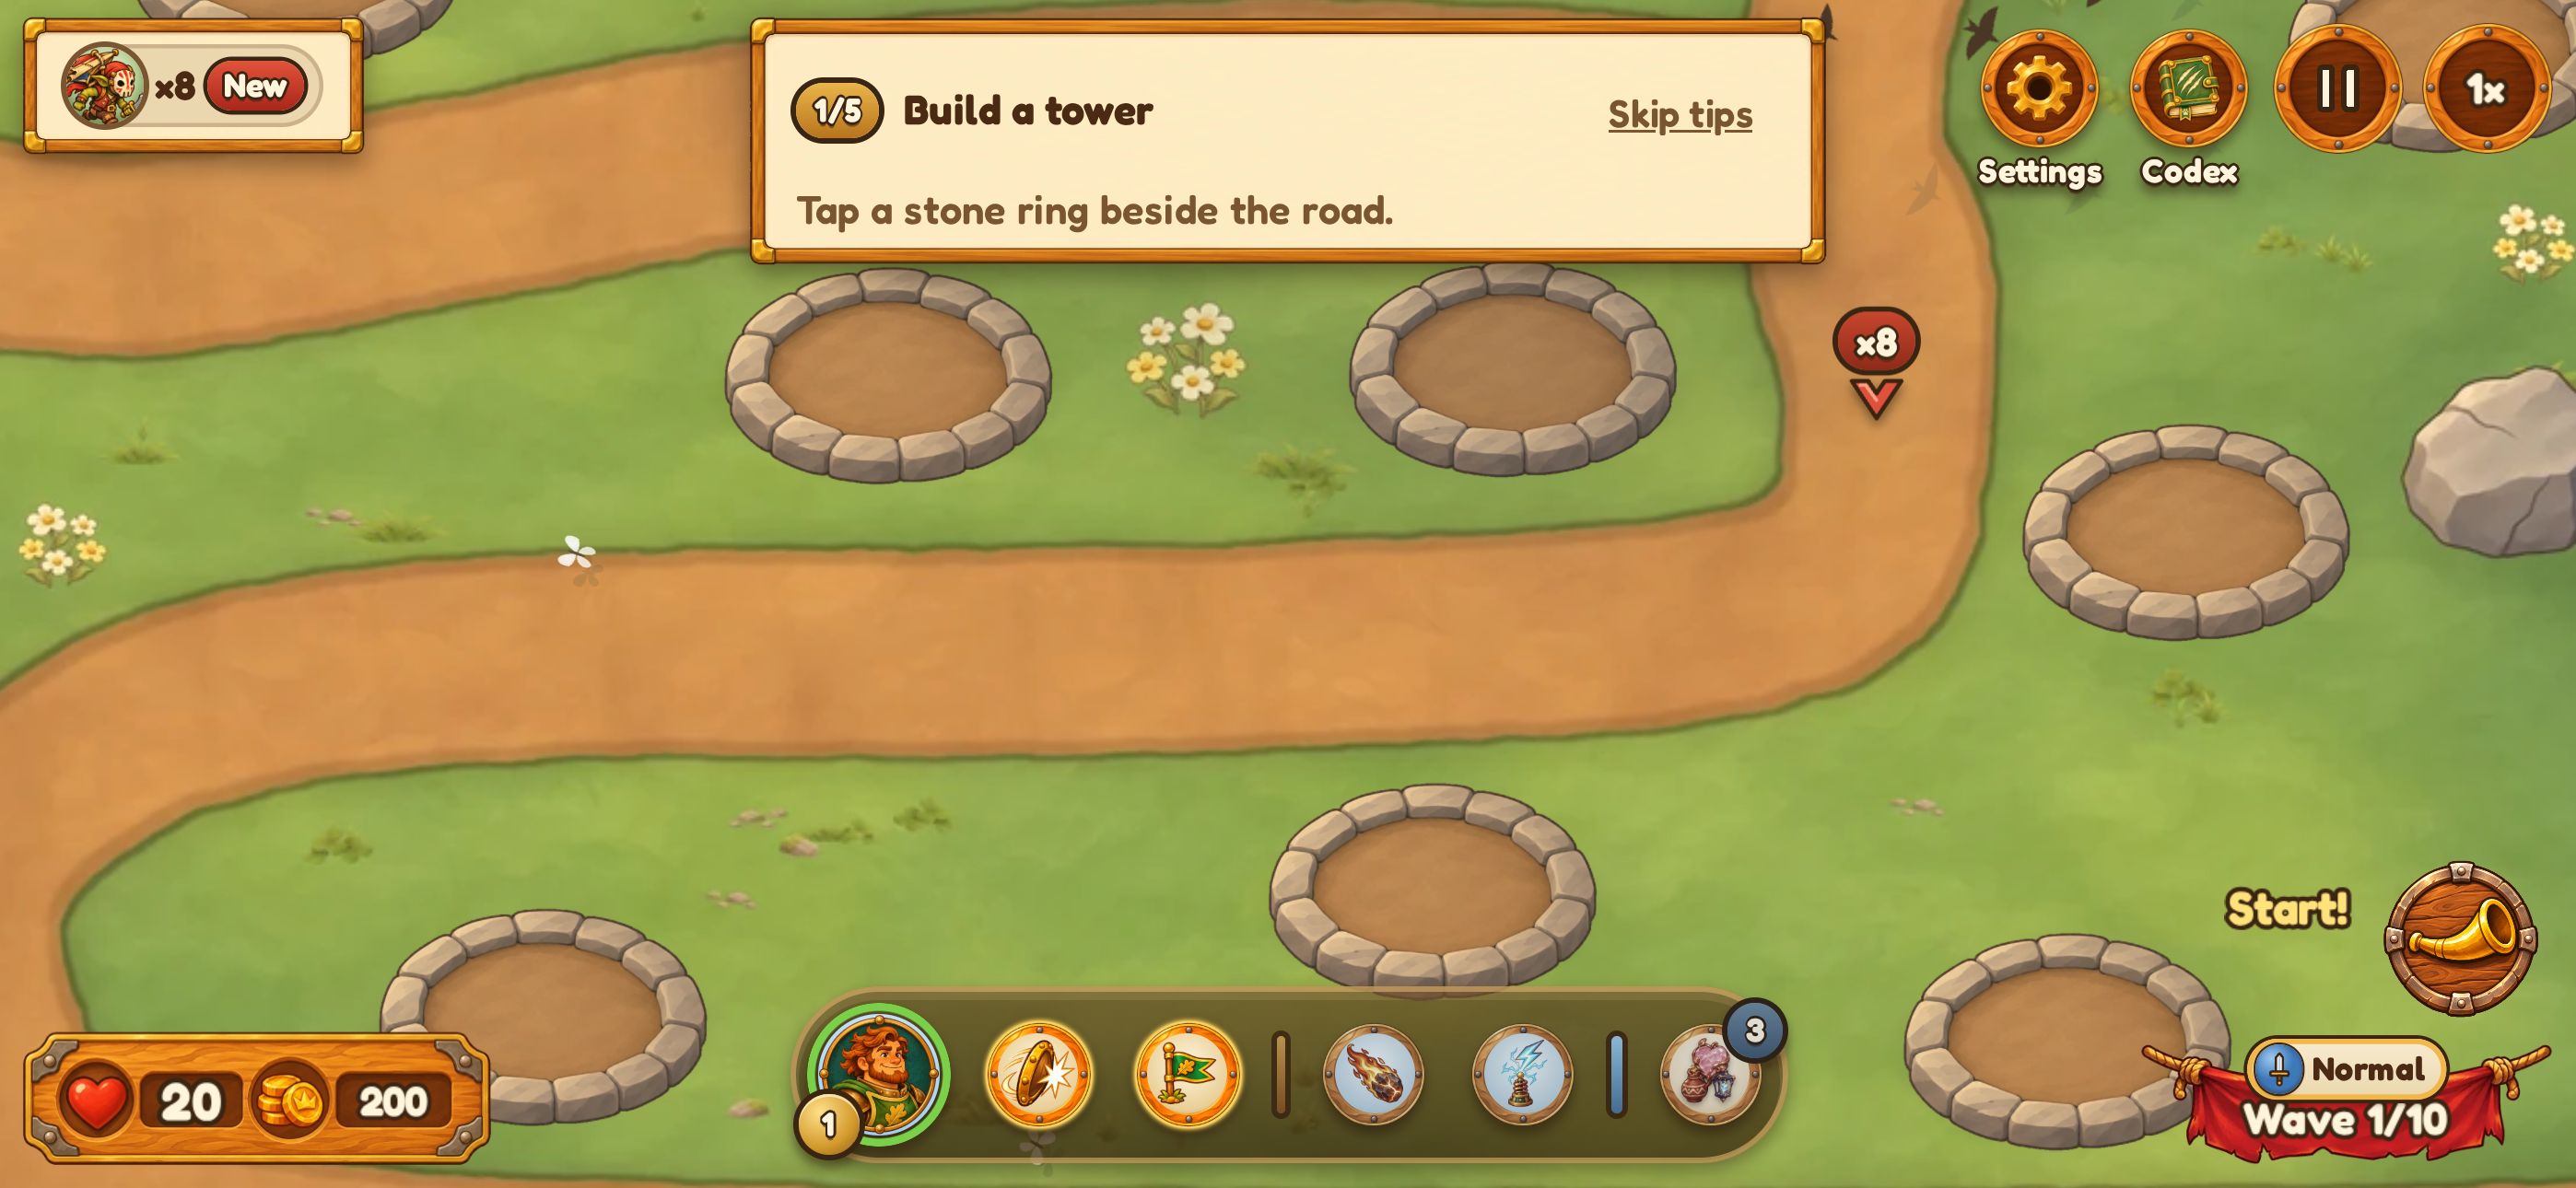 x8 New
1/5 Build a tower
Skip tips
Tap a stone ring beside the road.
1x
Settings
Codex
x8
Start!
20
200
1
3
Normal
Wave 1/10